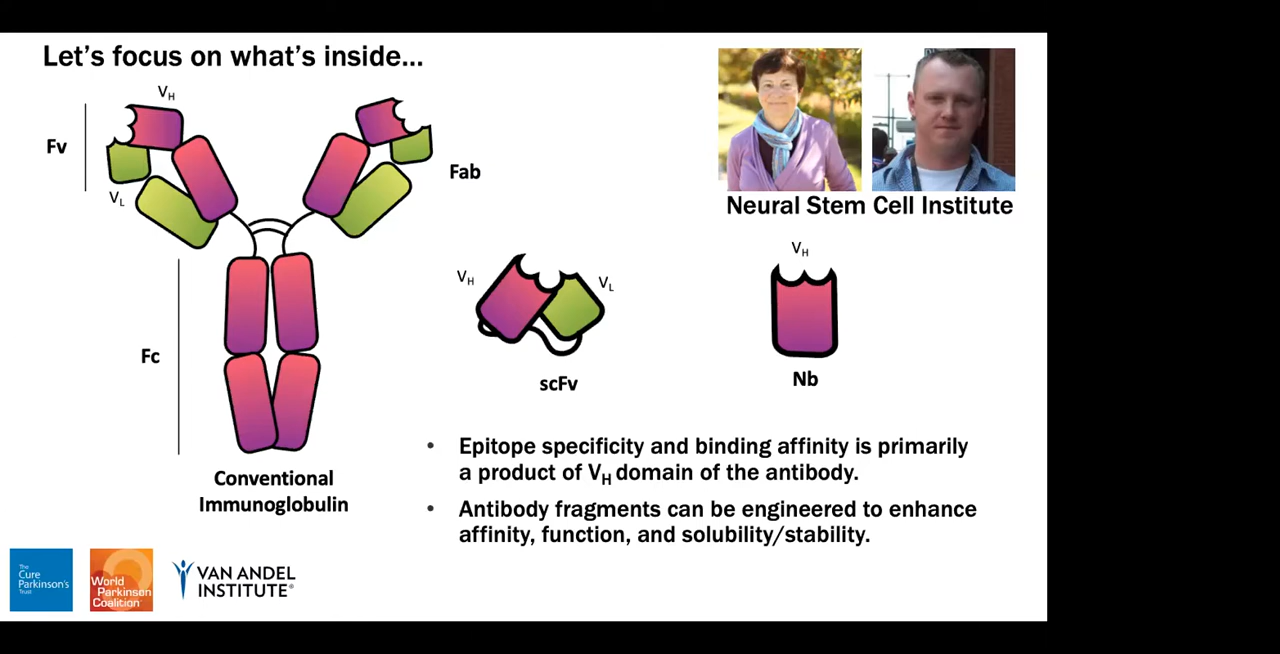 Let's focus on what's inside...
VH
Fv
VL
Fab
Fc
Conventional
Immunoglobulin
Neural Stem Cell Institute
VH
VL
scFv
VH
Nb
• Epitope specificity and binding affinity is primarily
a product of VH domain of the antibody.
• Antibody fragments can be engineered to enhance
affinity, function, and solubility/stability.
The
Cure
Parkinson's
Trust
World
Parkinson
Coalition
VAN ANDEL
INSTITUTE®